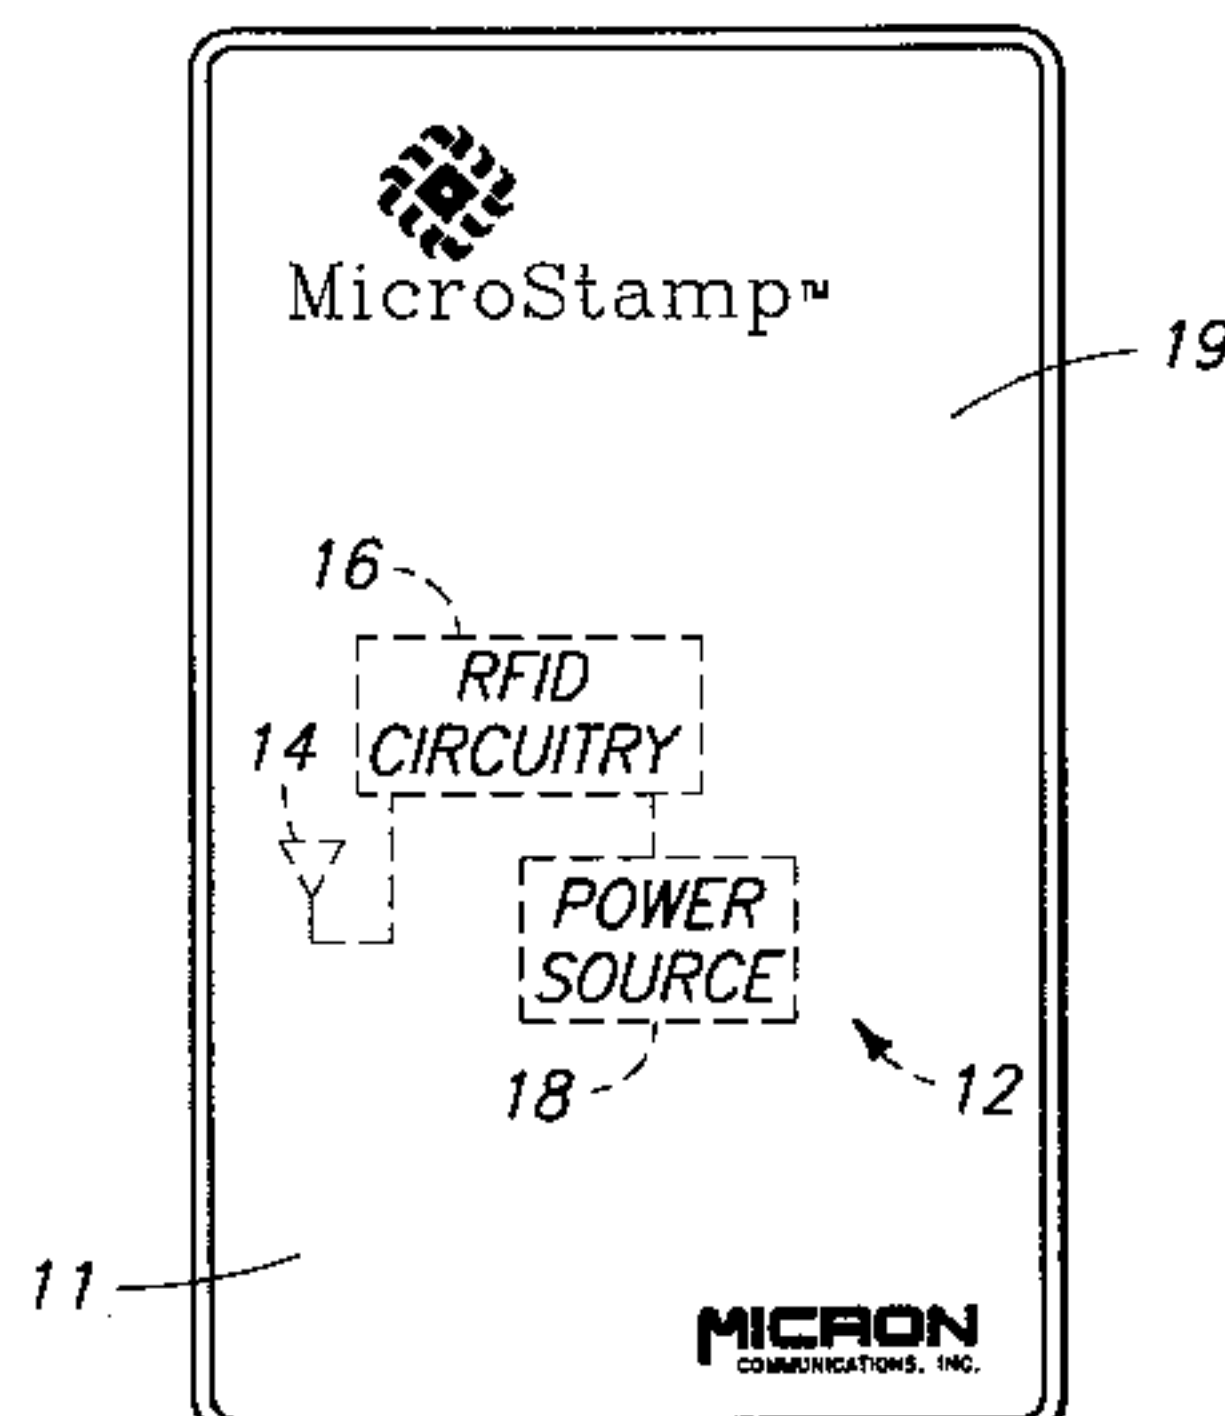 MicroStamp™
19
16
RFID
CIRCUITRY
14
POWER
SOURCE
18
12
11
MICRON
COMMUNICATIONS, INC.